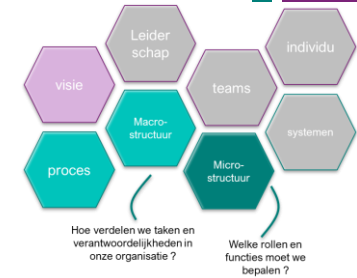 Leider
schap
individu
visie
teams
Macro-
structuur
systemen
proces
Micro-
structuur
Hoe verdelen we taken en
verantwoordelijkheden in
onze organisatie ?
Welke rollen en
functies moet we
bepalen ?